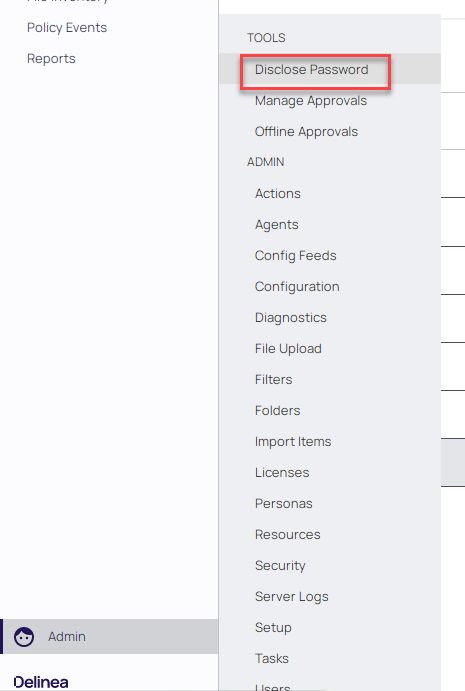 Policy Events
Reports
Admin
Delinea
TOOLS
Disclose Password
Manage Approvals
Offline Approvals
ADMIN
Actions
Agents
Config Feeds
Configuration
Diagnostics
File Upload
Filters
Folders
Import Items
Licenses
Personas
Resources
Security
Server Logs
Setup
Tasks
Users